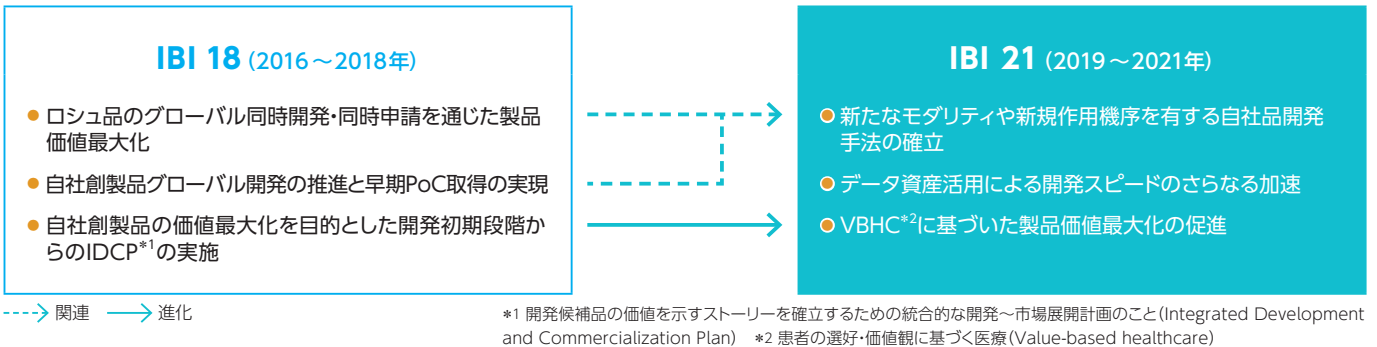 IBI 18 (2016～2018年)
● ロシュ品のグローバル同時開発・同時申請を通じた製品
価値最大化
● 自社創製品グローバル開発の推進と早期PoC取得の実現
● 自社創製品の価値最大化を目的とした開発初期段階か
らのIDCP*1の実施
IBI 21 (2019～2021年)
● 新たなモダリティや新規作用機序を有する自社品開発
手法の確立
● データ資産活用による開発スピードのさらなる加速
● VBHC*2に基づいた製品価値最大化の促進
関連 進化
*1 開発候補品の価値を示すストーリーを確立するための統合的な開発～市場展開計画のこと(Integrated Development
and Commercialization Plan) *2 患者の選好・価値観に基づく医療(Value-based healthcare)